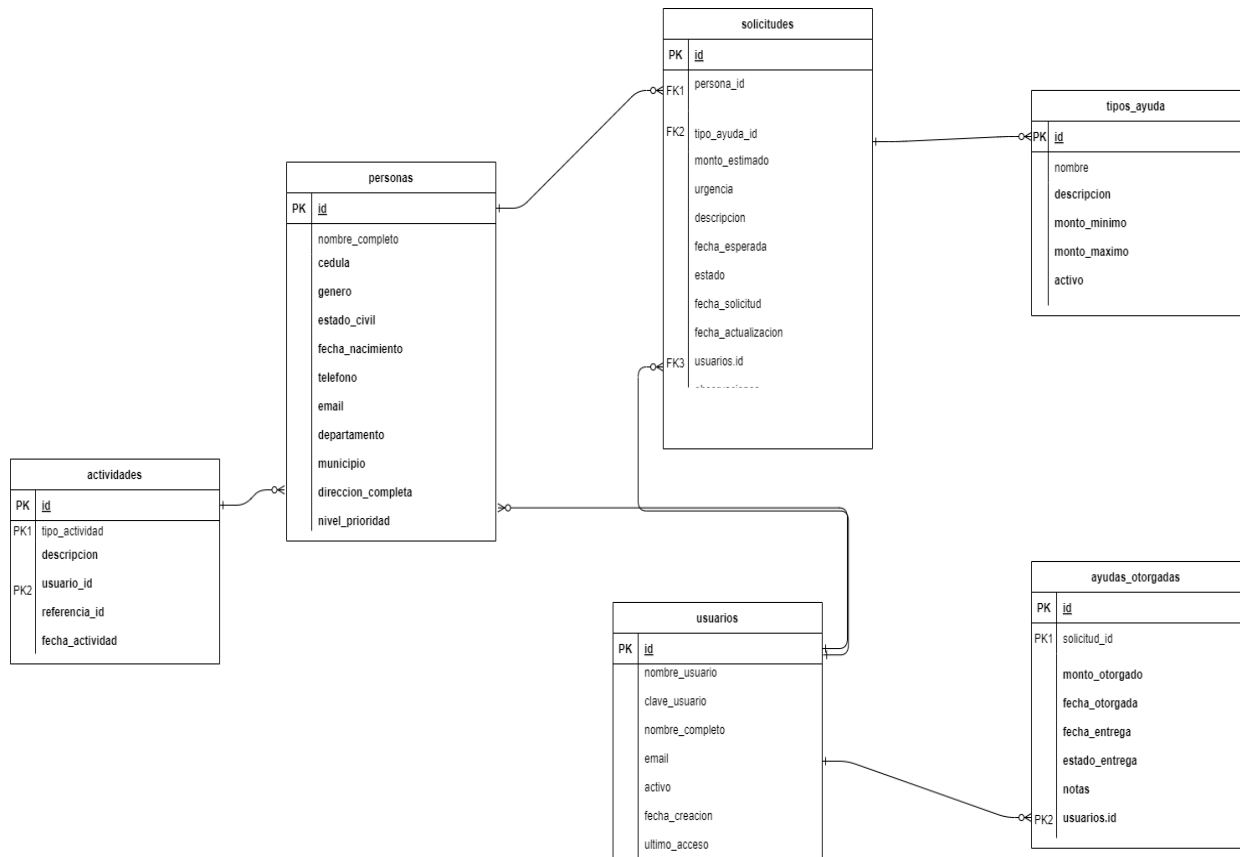 solicitudes
PK id
FK1 persona_id
FK2 tipo_ayuda_id
monto_estimado
urgencia
descripcion
fecha_esperada
estado
fecha_solicitud
fecha_actualizacion
FK3 usuarios.id
tipos_ayuda
PK id
nombre
descripcion
monto_minimo
monto_maximo
activo
personas
PK id
nombre_completo
cedula
genero
estado_civil
fecha_nacimiento
telefono
email
departamento
municipio
direccion_completa
nivel_prioridad
actividades
PK id
PK1 tipo_actividad
descripcion
PK2 usuario_id
referencia_id
fecha_actividad
usuarios
PK id
nombre_usuario
clave_usuario
nombre_completo
email
activo
fecha_creacion
ultimo_acceso
ayudas_otorgadas
PK id
PK1 solicitud_id
monto_otorgado
fecha_otorgada
fecha_entrega
estado_entrega
notas
PK2 usuarios.id